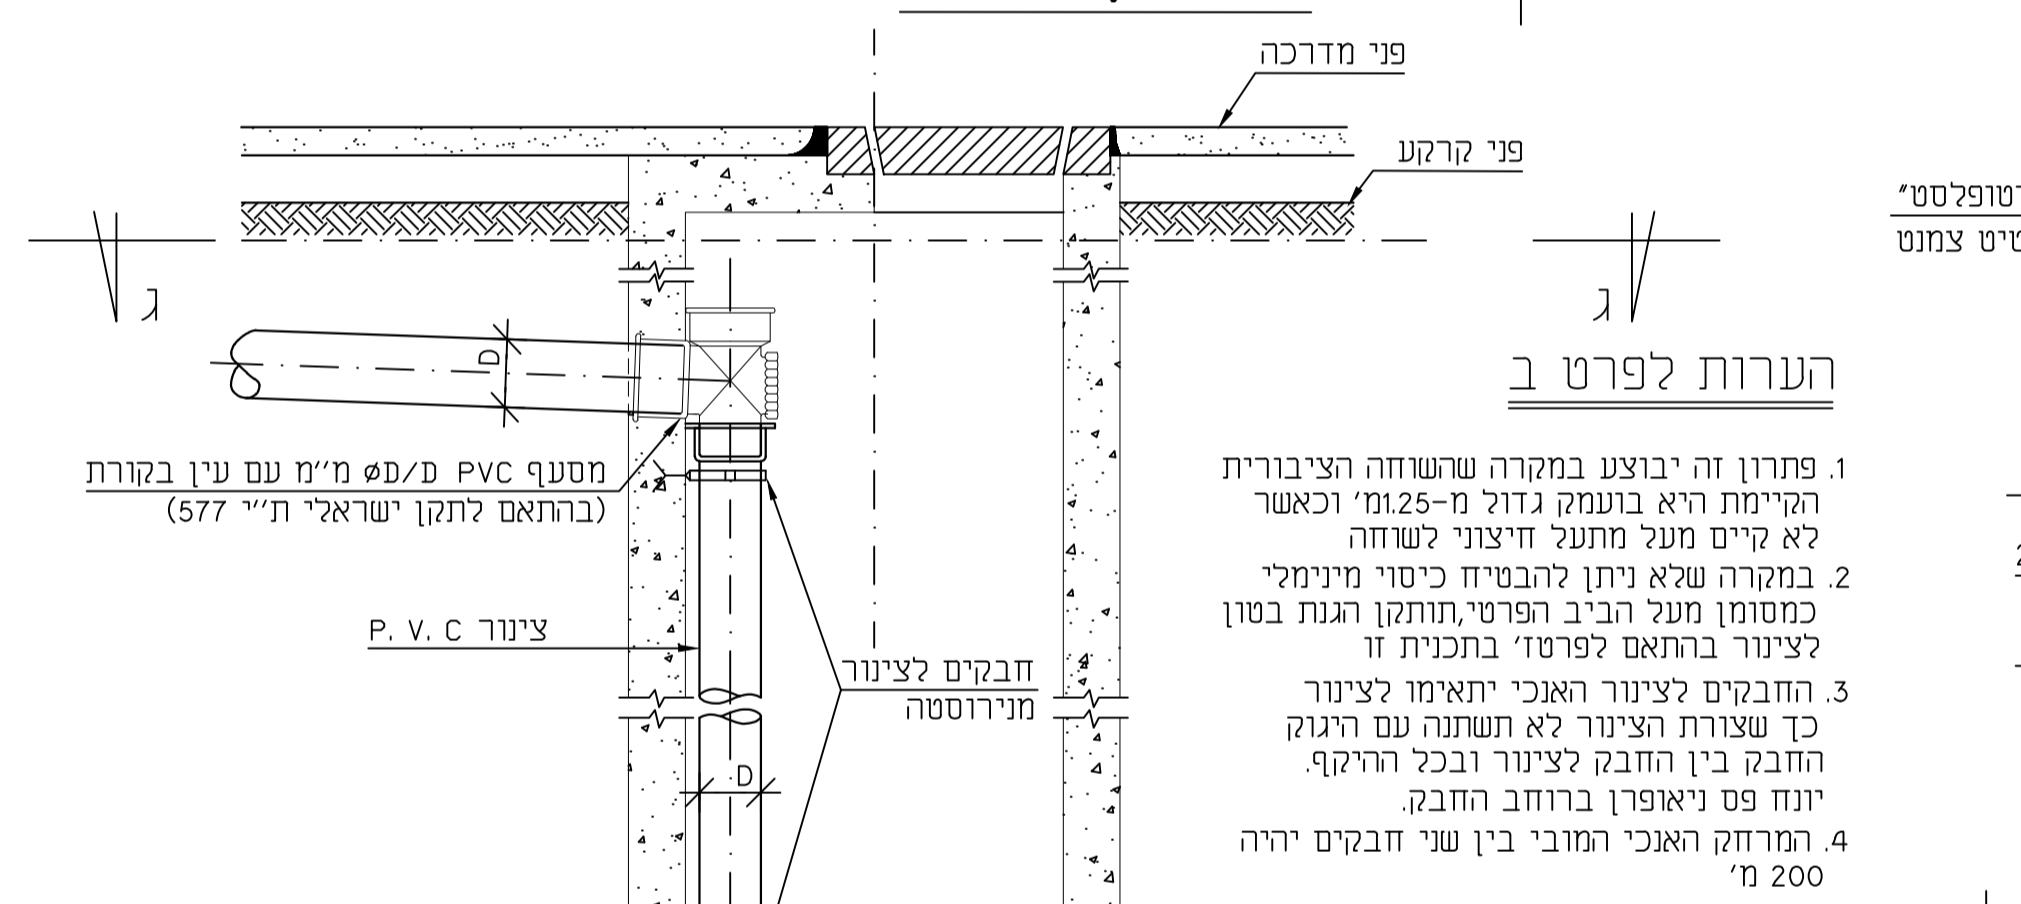 פני מדרכה
פני קרקע
ג
ג
D
מסעף PVC ⌀D/D מ''מ עם עין בקורת
(בהתאם לתקן ישראלי ת''י 577)
צינור P. V. C
חבקים לצינור
מנירוסטה
D
הערות לפרט ב
1. פתרון זה יבוצע במקרה שהשוחה הציבורית
הקיימת היא בועמק גדול מ-1.25מ' וכאשר
לא קיים מעל מתעל חיצוני לשוחה
2. במקרה שלא ניתן להבטיח כיסוי מינימלי
כמסומן מעל הביב הפרטי,תותקן הגנת בטון
לצינור בהתאם לפרטז' בתכנית זו
3. החבקים לצינור האנכי יתאימו לצינור
כך שצורת הצינור לא תשתנה עם היגוק
החבק בין החבק לצינור ובכל ההיקף.
יונח פס ניאופרן ברוחב החבק.
4. המרחק האנכי המובי בין שני חבקים יהיה
200 מ'
רטופלסט"
טיט צמנט